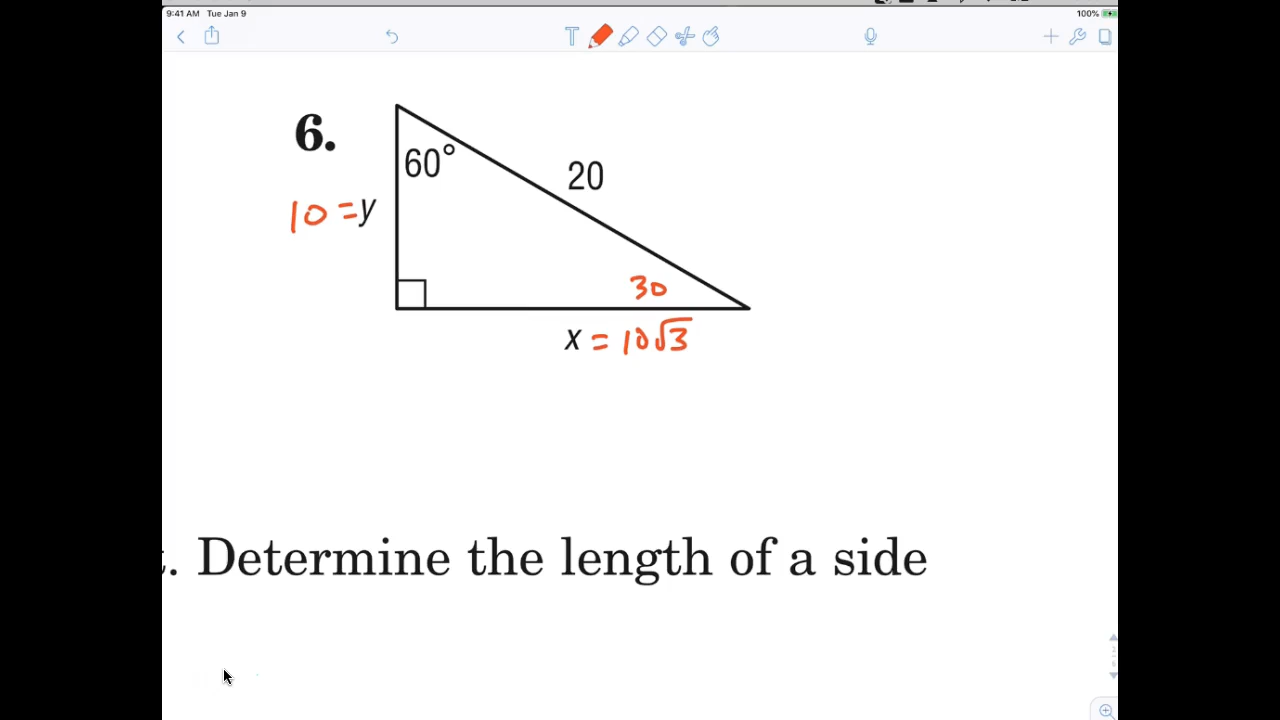 9:41 AM Tue Jan 9
100%
T
6.
60°
20
10 = y
30
x = 10√3
. Determine the length of a side